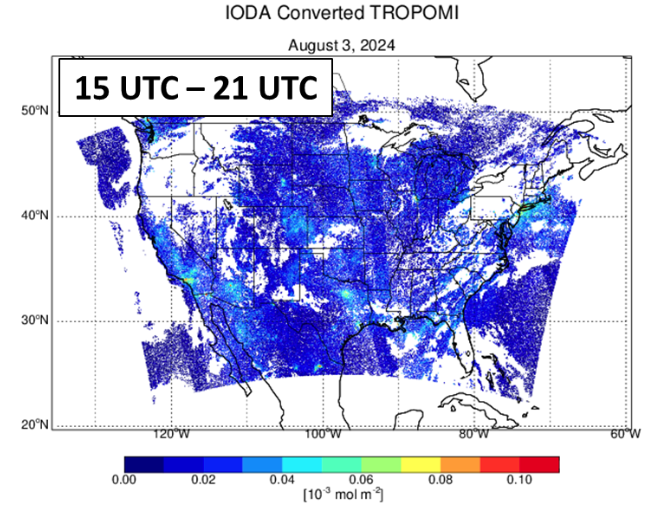 IODA Converted TROPOMI
August 3, 2024
15 UTC – 21 UTC
50°N
40°N
30°N
20°N
120°W 100°W 80°W 60°W
0.00 0.02 0.04 0.06 0.08 0.10
[10⁻³ mol m⁻²]